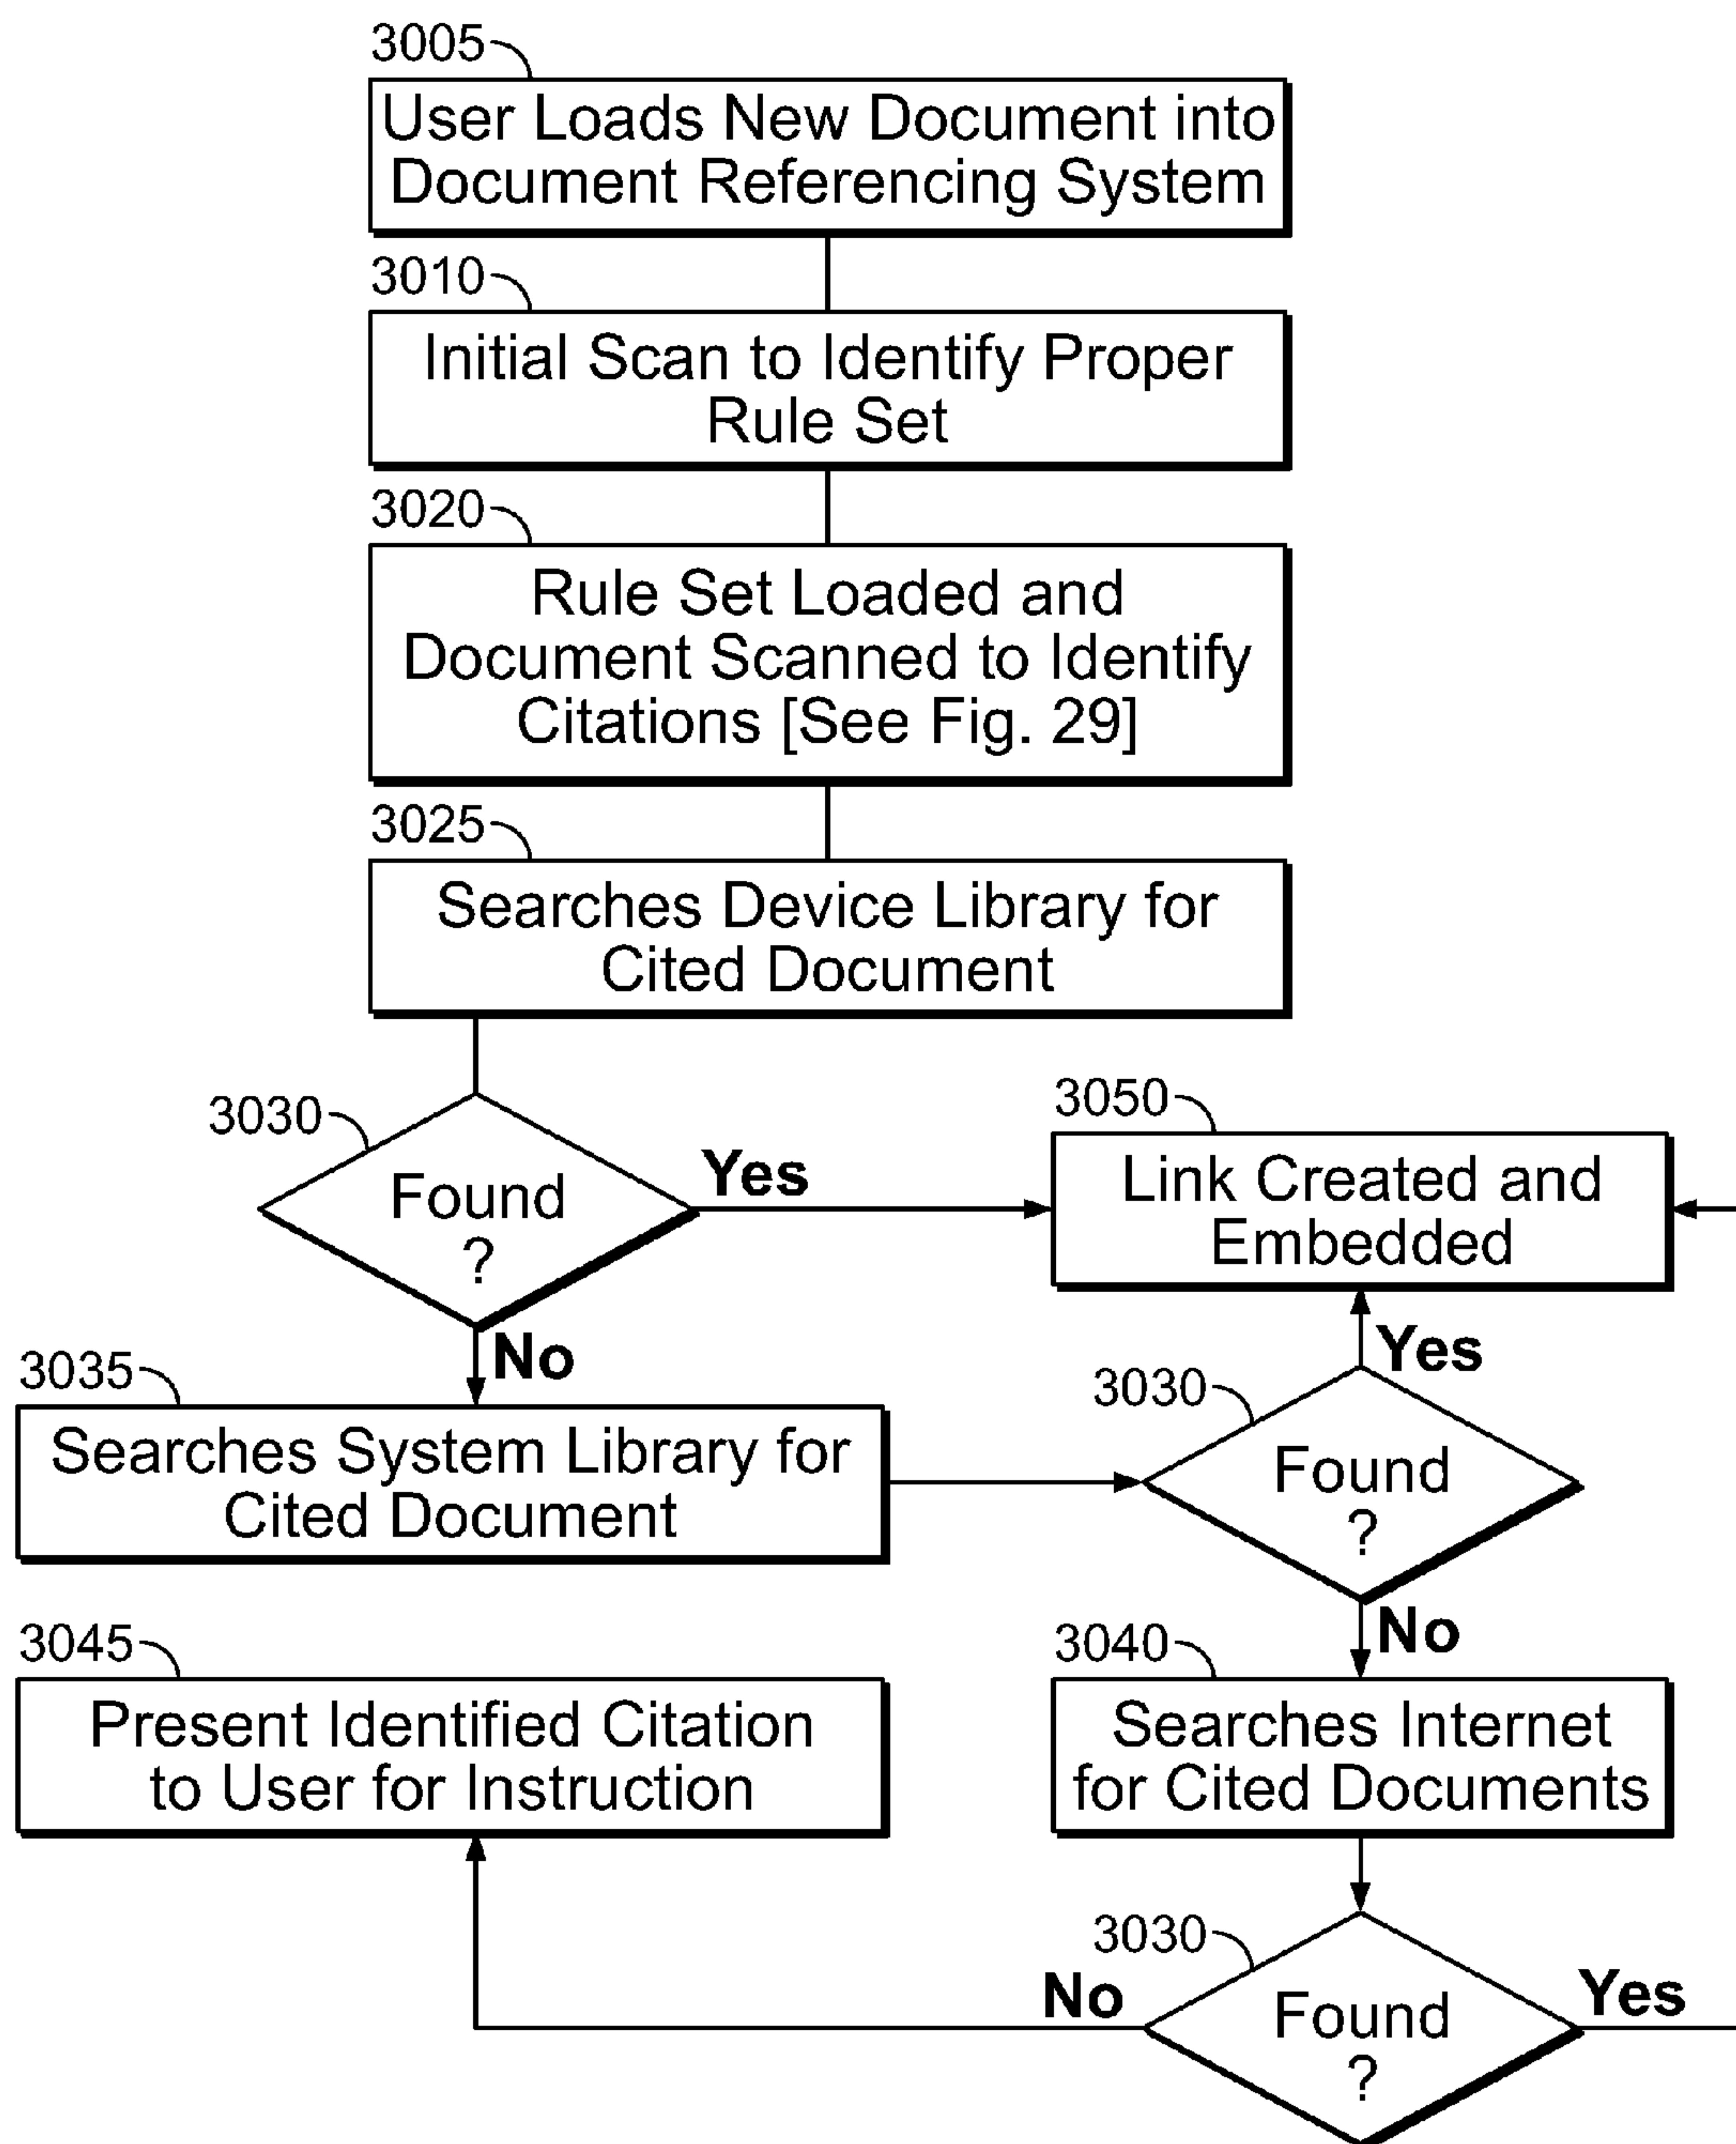 3005
User Loads New Document into
Document Referencing System
3010
Initial Scan to Identify Proper
Rule Set
3020
Rule Set Loaded and
Document Scanned to Identify
Citations [See Fig. 29]
3025
Searches Device Library for
Cited Document
3030
Found
?
Yes
No
3050
Link Created and
Embedded
3035
Searches System Library for
Cited Document
3030
Found
?
Yes
No
3045
Present Identified Citation
to User for Instruction
3040
Searches Internet
for Cited Documents
3030
Found
?
No
Yes